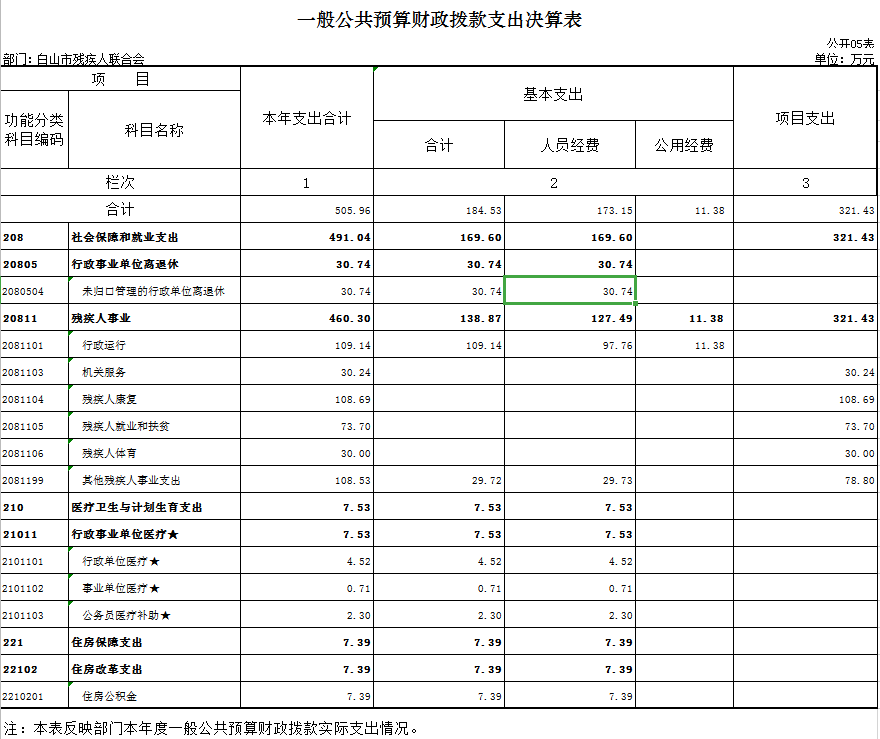 一般公共预算财政拨款支出决算表
公开05表
部门：白山市残疾人联合会 单位：万元
项 目 本年支出合计 基本支出 项目支出
功能分类科目编码 科目名称 合计 人员经费 公用经费
栏次 1 2 3
合计 505.96 184.53 173.15 11.38 321.43
208 社会保障和就业支出 491.04 169.60 169.60 321.43
20805 行政事业单位离退休 30.74 30.74 30.74
2080504 未归口管理的行政单位离退休 30.74 30.74 30.74
20811 残疾人事业 460.30 138.87 127.49 11.38 321.43
2081101 行政运行 109.14 109.14 97.76 11.38
2081103 机关服务 30.24 30.24
2081104 残疾人康复 108.69 108.69
2081105 残疾人就业和扶贫 73.70 73.70
2081106 残疾人体育 30.00 30.00
2081199 其他残疾人事业支出 108.53 29.72 29.73 78.80
210 医疗卫生与计划生育支出 7.53 7.53 7.53
21011 行政事业单位医疗★ 7.53 7.53 7.53
2101101 行政单位医疗★ 4.52 4.52 4.52
2101102 事业单位医疗★ 0.71 0.71 0.71
2101103 公务员医疗补助★ 2.30 2.30 2.30
221 住房保障支出 7.39 7.39 7.39
22102 住房改革支出 7.39 7.39 7.39
2210201 住房公积金 7.39 7.39 7.39
注：本表反映部门本年度一般公共预算财政拨款实际支出情况。